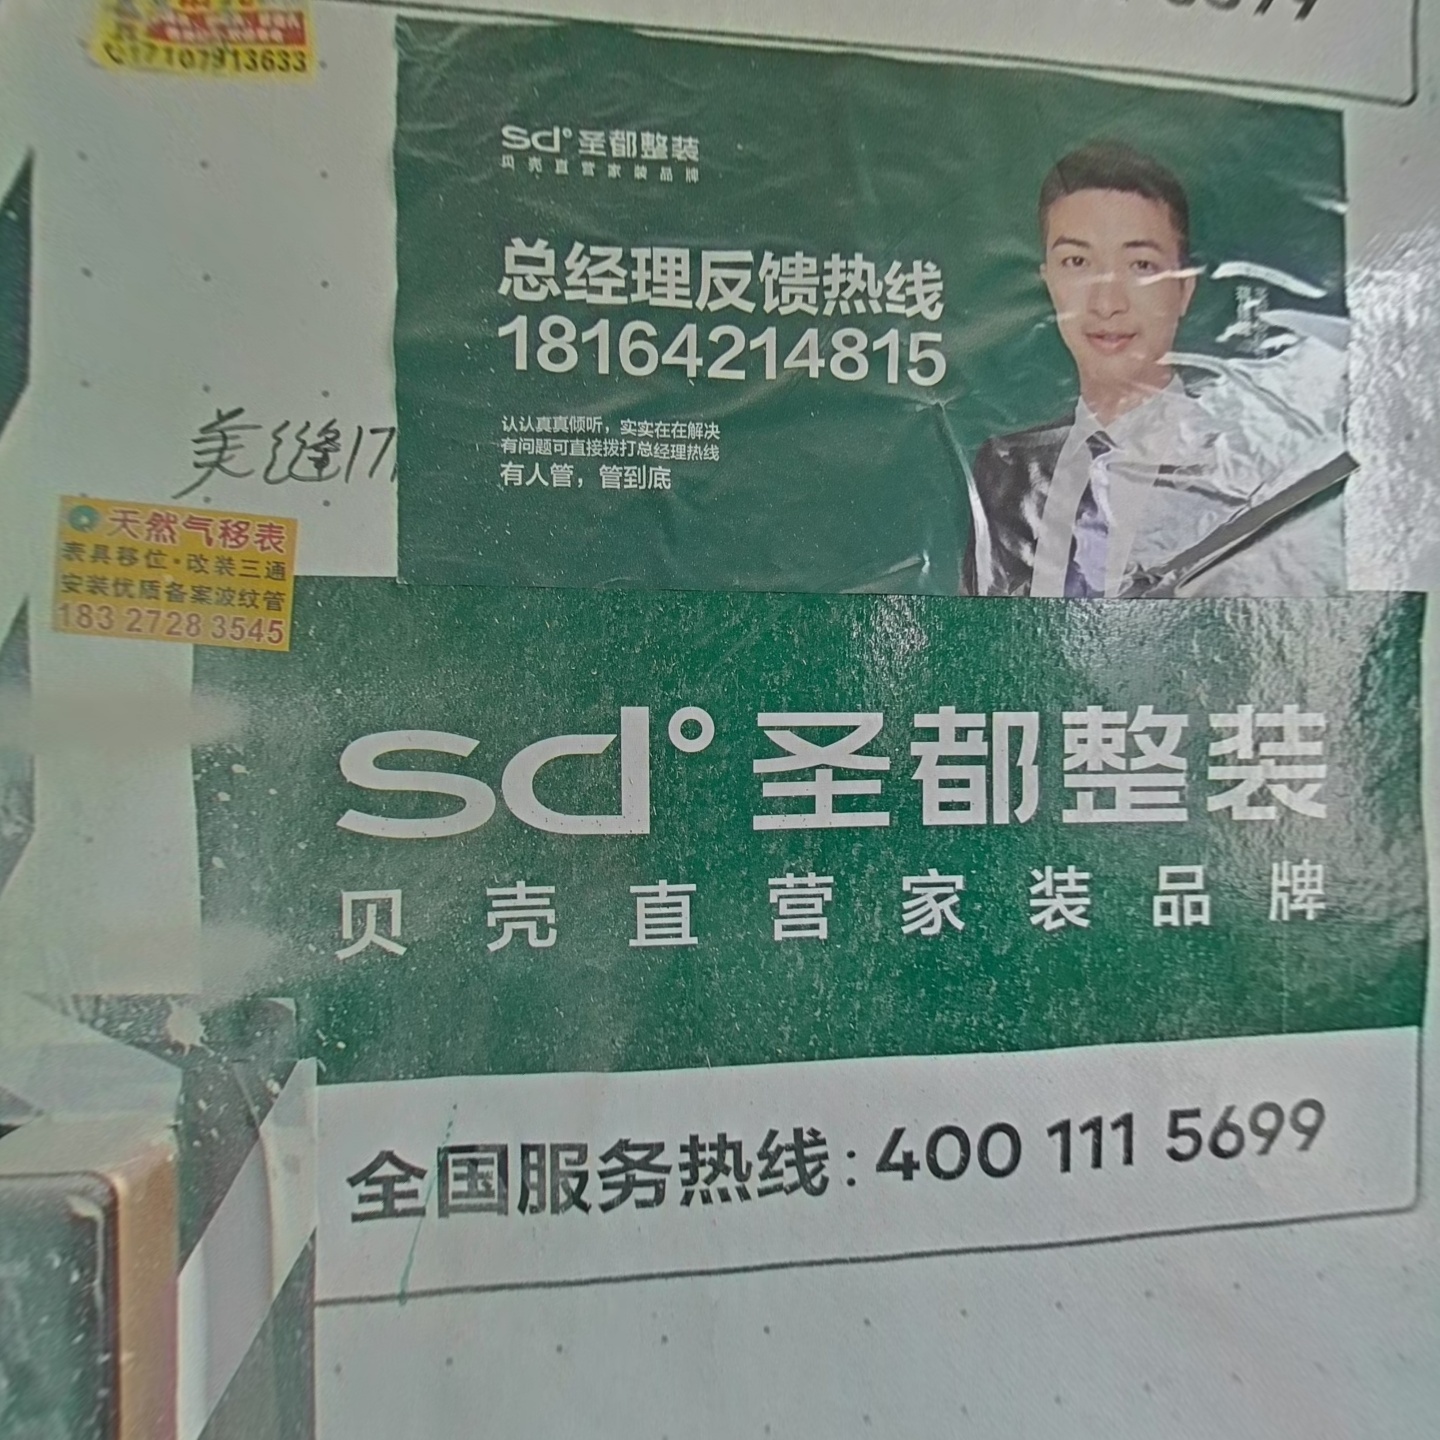 17107913633
sd°圣都整装
贝壳直营家装品牌
总经理反馈热线
18164214815
认认真真倾听，实实在在解决
有问题可直接拨打总经理热线
有人管，管到底
美缝17
天然气移表
表具移位·改装三通
安装优质备案波纹管
183 2728 3545
sd°圣都整装
贝壳直营家装品牌
全国服务热线：400 111 5699